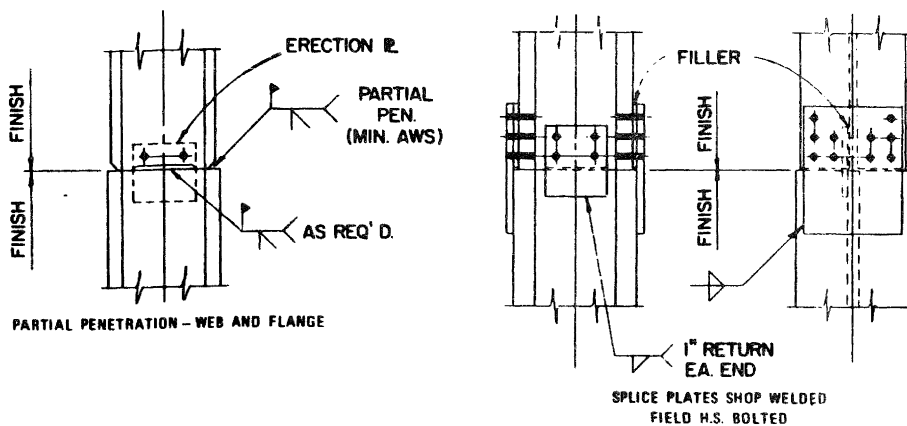 ERECTION PL
PARTIAL
PEN.
(MIN. AWS)
FINISH
FINISH
AS REQ'D.
PARTIAL PENETRATION – WEB AND FLANGE
FILLER
FINISH
FINISH
1" RETURN
EA. END
SPLICE PLATES SHOP WELDED
FIELD H.S. BOLTED